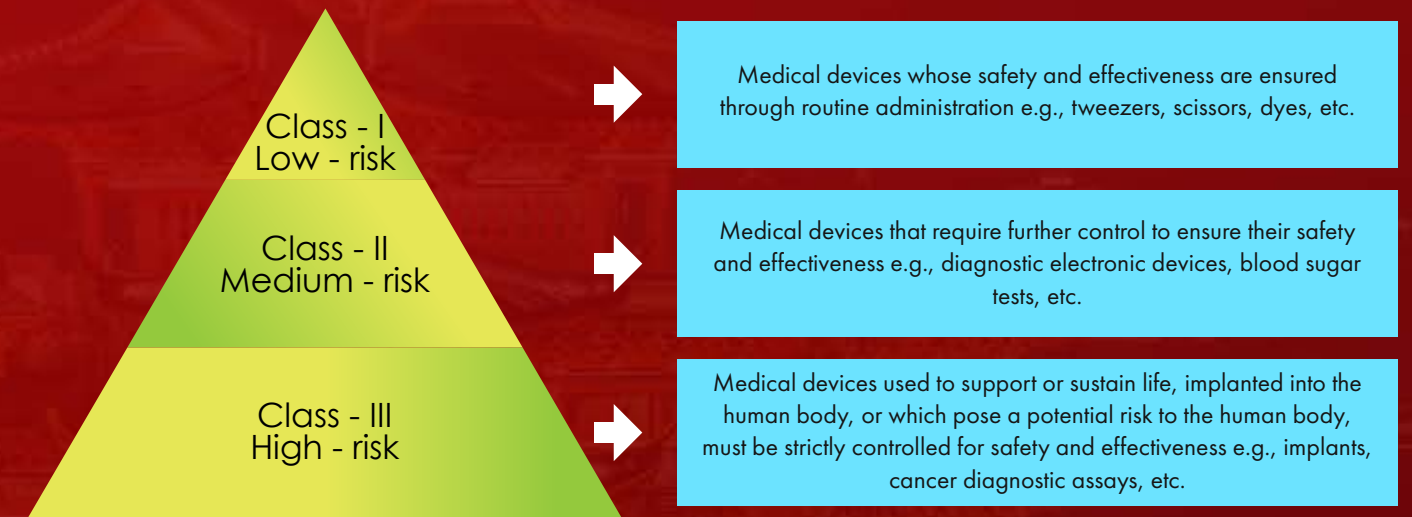 Class - I
Low - risk
Medical devices whose safety and effectiveness are ensured
through routine administration e.g., tweezers, scissors, dyes, etc.
Class - II
Medium - risk
Medical devices that require further control to ensure their safety
and effectiveness e.g., diagnostic electronic devices, blood sugar
tests, etc.
Class - III
High - risk
Medical devices used to support or sustain life, implanted into the
human body, or which pose a potential risk to the human body,
must be strictly controlled for safety and effectiveness e.g., implants,
cancer diagnostic assays, etc.